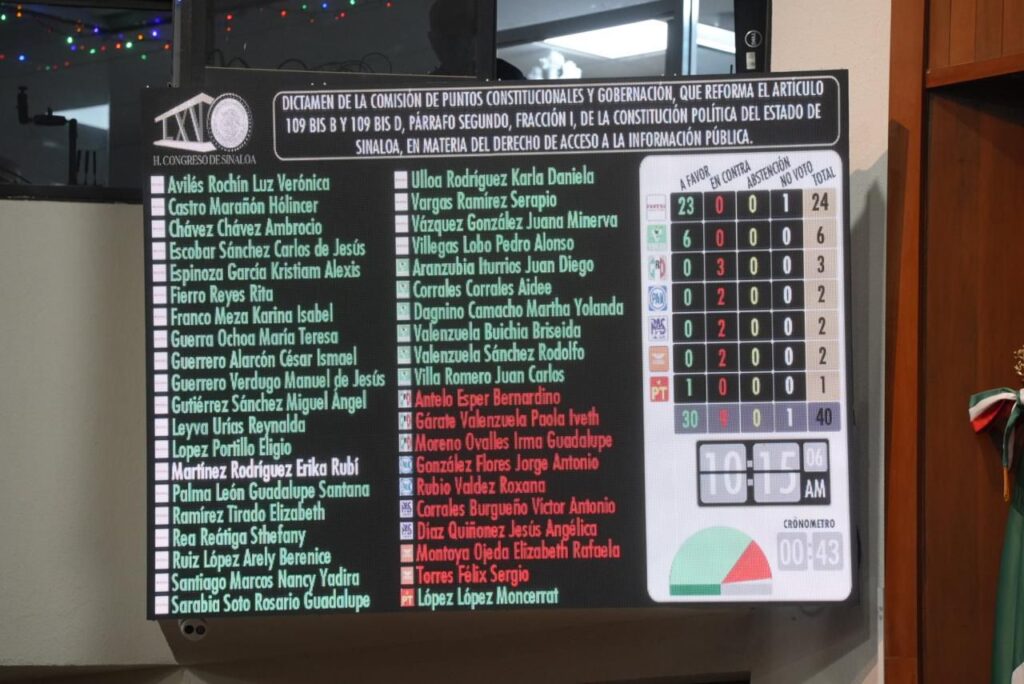 DICTAMEN DE LA COMISIÓN DE PUNTOS CONSTITUCIONALES Y GOBERNACIÓN, QUE REFORMA EL ARTÍCULO
109 BIS B Y 109 BIS D, PÁRRAFO SEGUNDO, FRACCIÓN I, DE LA CONSTITUCIÓN POLÍTICA DEL ESTADO DE
SINALOA, EN MATERIA DEL DERECHO DE ACCESO A LA INFORMACIÓN PÚBLICA.
LXV
H. CONGRESO DE SINALOA
Avilés Rochín Luz Verónica
Castro Marañón Hólincer
Chávez Chávez Ambrocio
Escobar Sánchez Carlos de Jesús
Espinoza García Kristiam Alexis
Fierro Reyes Rita
Franco Meza Karina Isabel
Guerra Ochoa María Teresa
Guerrero Alarcón César Ismael
Guerrero Verdugo Manuel de Jesús
Gutiérrez Sánchez Miguel Ángel
Leyva Urías Reynalda
Lopez Portillo Eligio
Martínez Rodríguez Erika Rubí
Palma León Guadalupe Santana
Ramírez Tirado Elizabeth
Rea Reátiga Sthefany
Ruiz López Arely Berenice
Santiago Marcos Nancy Yadira
Sarabia Soto Rosario Guadalupe
Ulloa Rodríguez Karla Daniela
Vargas Ramírez Serapio
Vázquez González Juana Minerva
Villegas Lobo Pedro Alonso
Aranzubia Iturrios Juan Diego
Corrales Corrales Aidee
Dagnino Camacho Martha Yolanda
Valenzuela Buichia Briseida
Valenzuela Sánchez Rodolfo
Villa Romero Juan Carlos
Antelo Esper Bernardino
Gárate Valenzuela Paola Iveth
Moreno Ovalles Irma Guadalupe
González Flores Jorge Antonio
Rubio Valdez Roxana
Corrales Burgueño Víctor Antonio
Díaz Quiñonez Jesús Angélica
Montoya Ojeda Elizabeth Rafaela
Torres Félix Sergio
PT López López Moncerrat
A FAVOR EN CONTRA ABSTENCIÓN NO VOTO TOTAL
23 0 0 1 24
6 0 0 0 6
PRI 0 3 0 0 3
PAN 0 2 0 0 2
PAS 0 2 0 0 2
0 2 0 0 2
PT 1 0 0 0 1
30 9 0 1 40
10:15 06
AM
CRÓNOMETRO
00:43
DELL